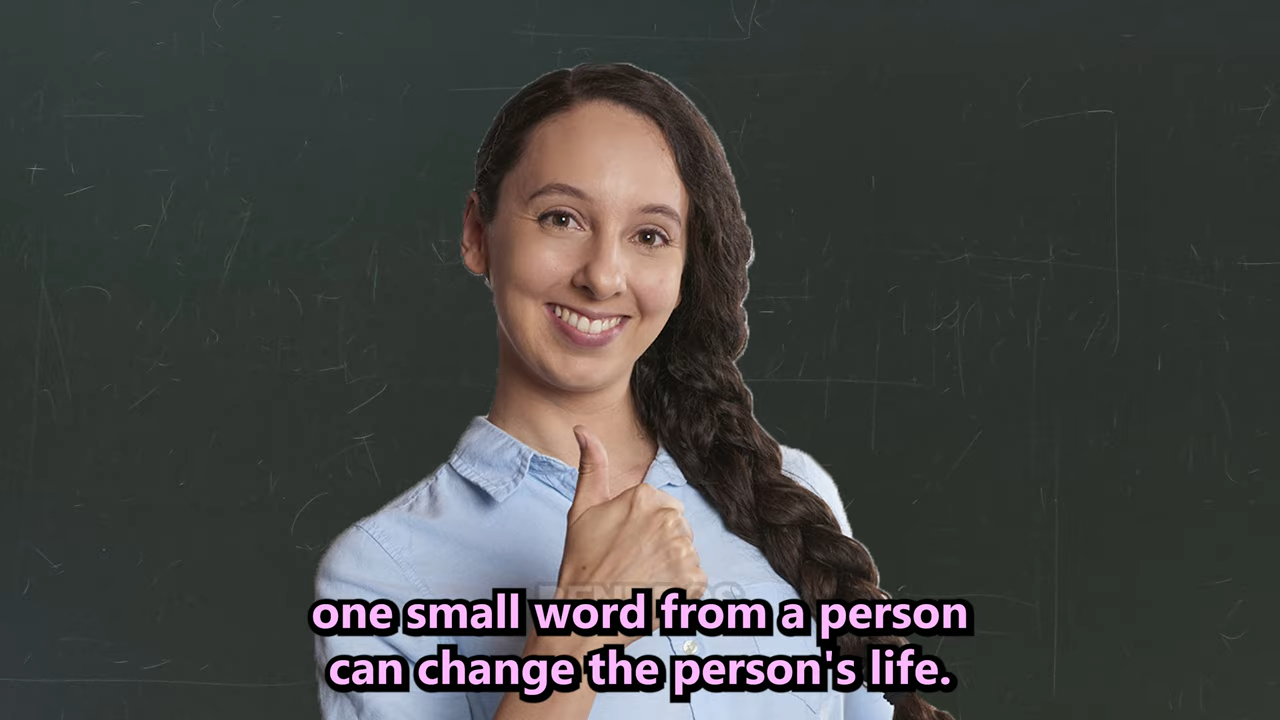 one small word from a person
can change the person's life.